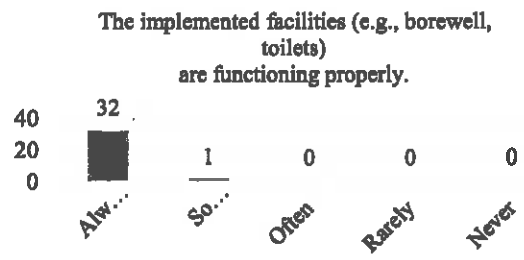 The implemented facilities (e.g., borewell,
toilets)
are functioning properly.
40
32
20
1
0
0
0
0
Alw...
So...
Often
Rarely
Never